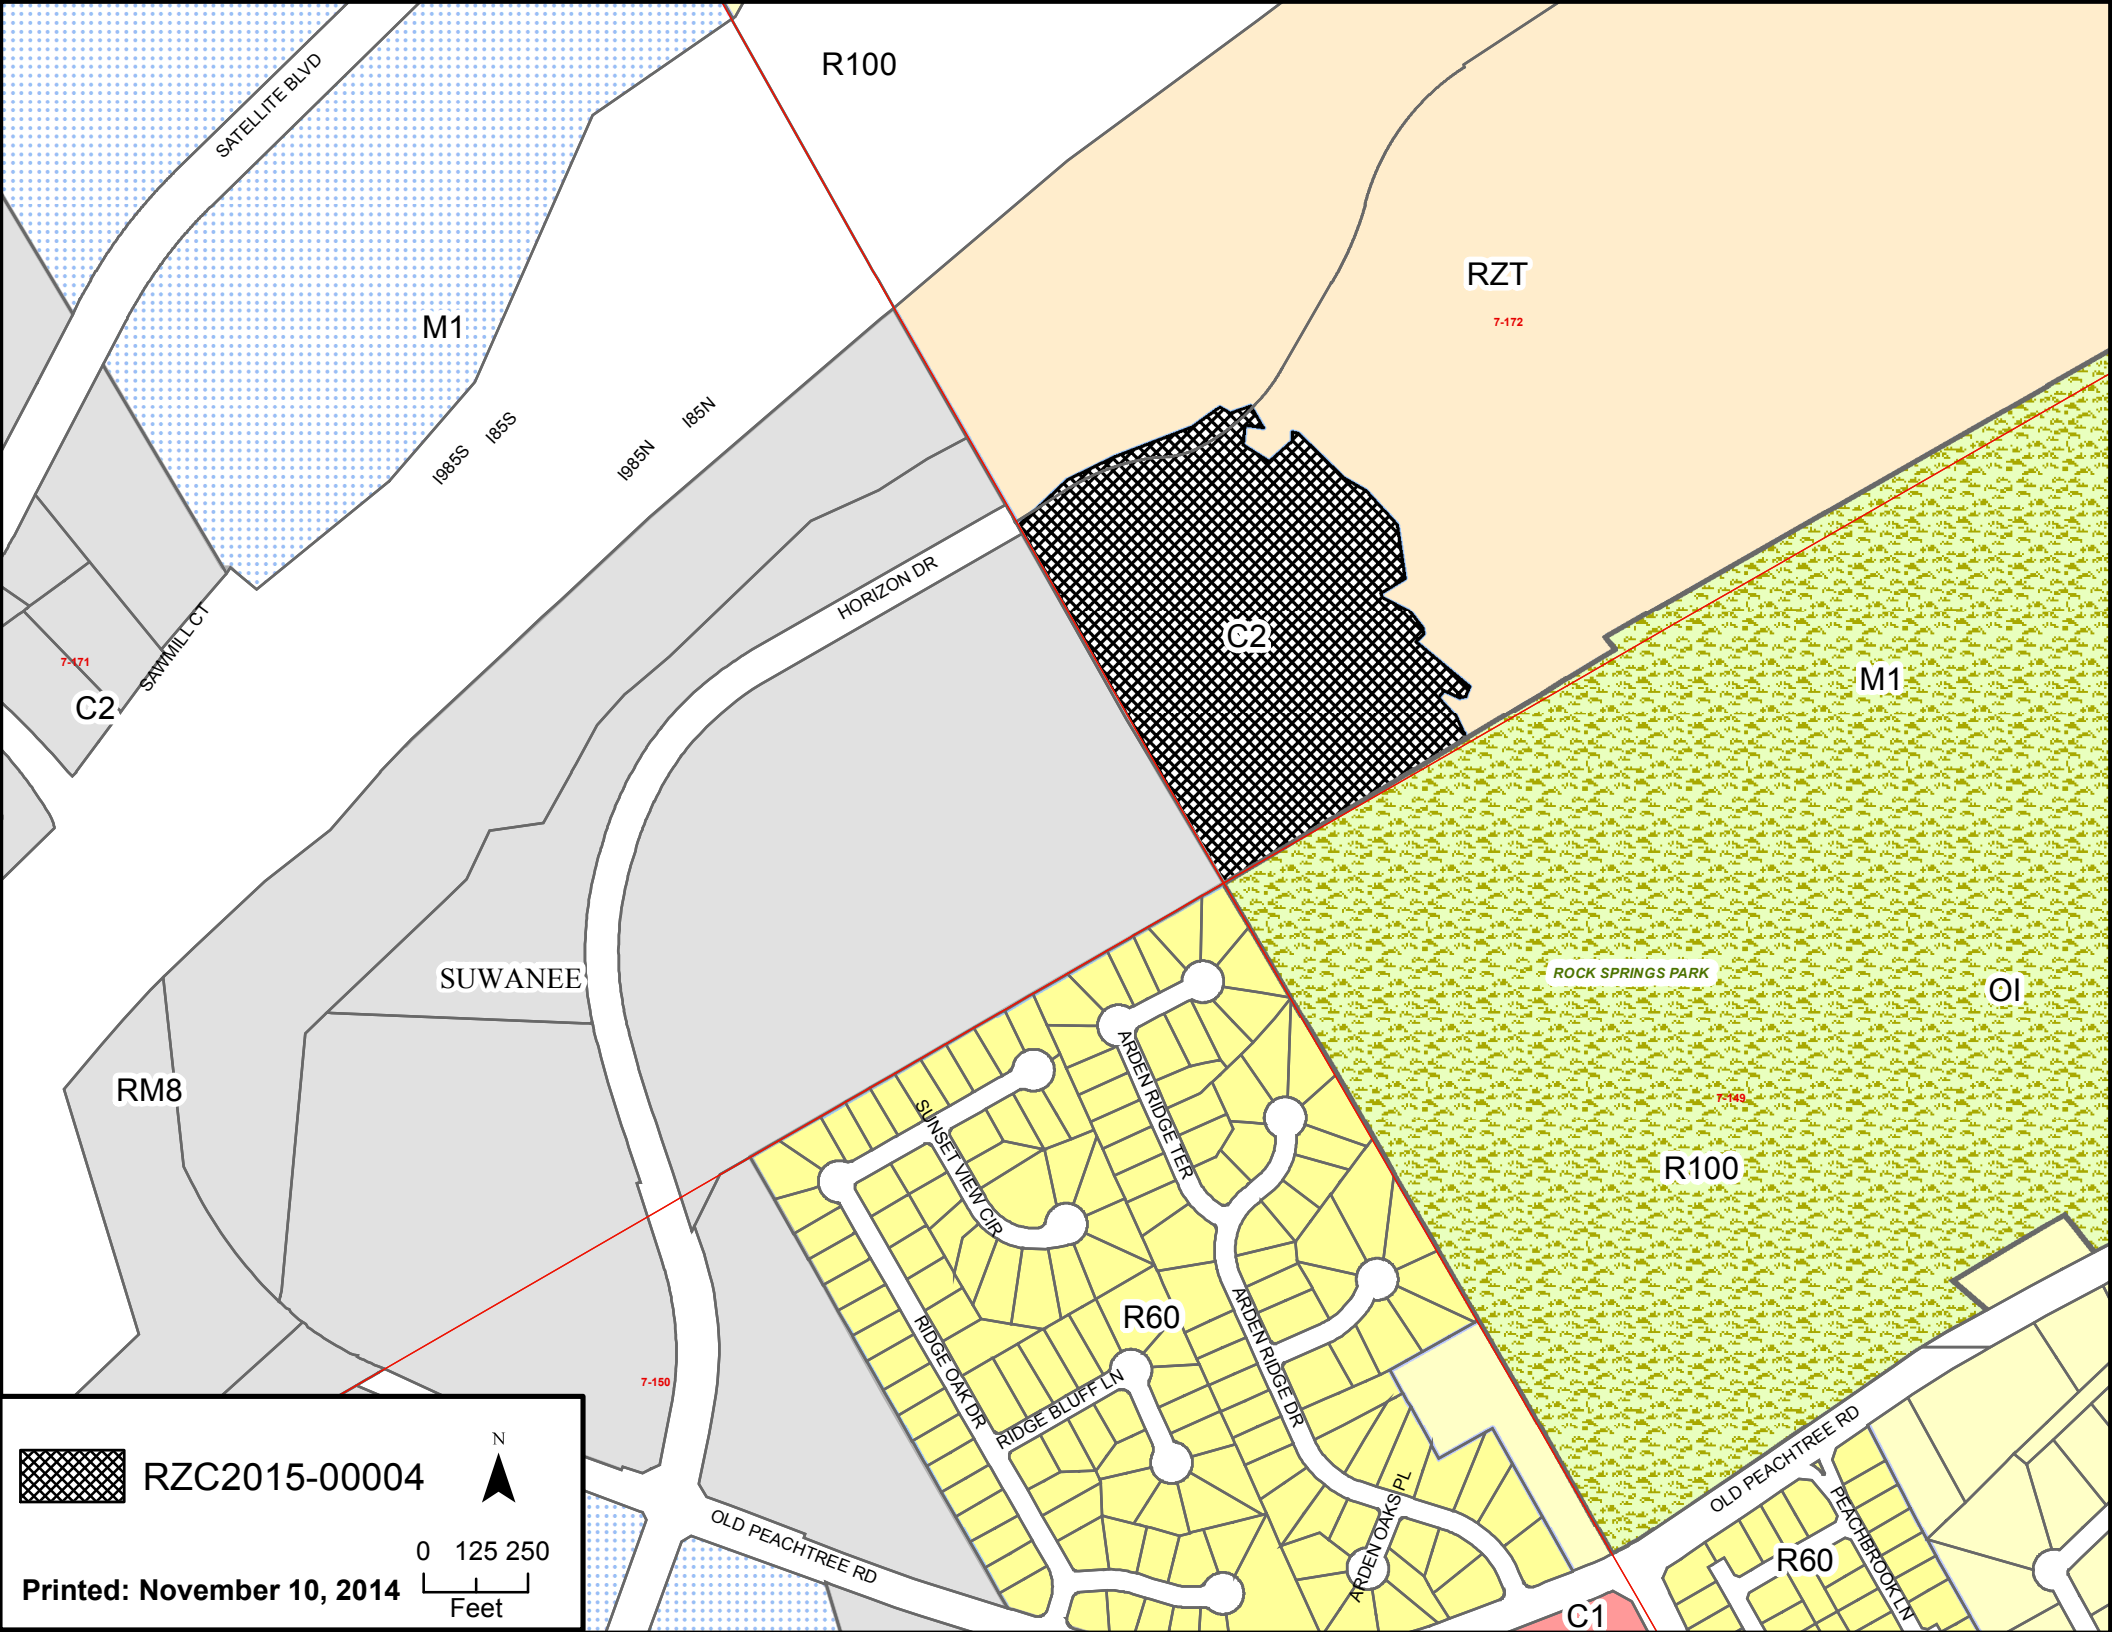 R100
SATELLITE BLVD
RZT
7-172
M1
I985S
I85S
I985N
I85N
HORIZON DR
SAWMILL CT
7-171
C2
C2
M1
SUWANEE
ROCK SPRINGS PARK
OI
RM8
7-149
R100
ARDEN RIDGE TER
SUNSET VIEW CIR
R60
RIDGE OAK DR
RIDGE BLUFF LN
ARDEN RIDGE DR
7-150
ARDEN OAKS PL
OLD PEACHTREE RD
OLD PEACHTREE RD
PEACHBROOK LN
R60
C1
RZC2015-00004
N
0 125 250
Feet
Printed: November 10, 2014